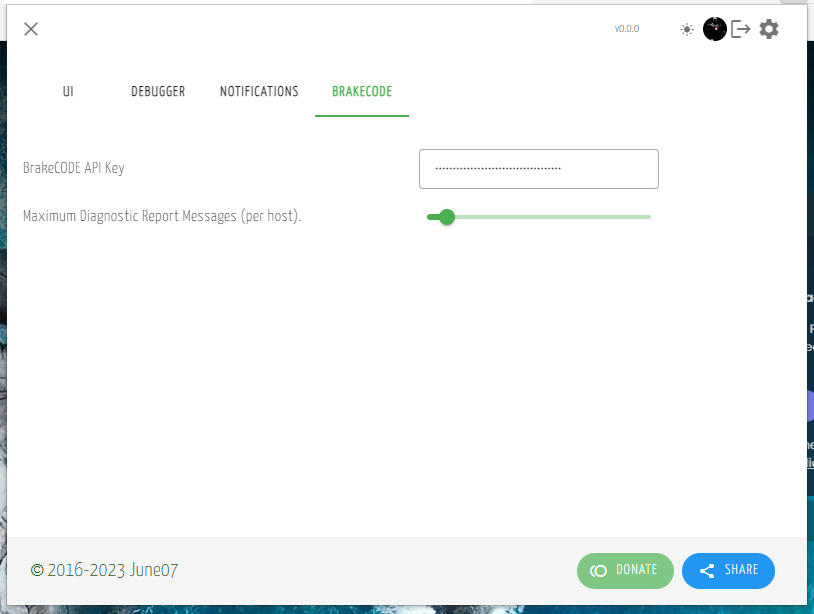 v0.0.0
UI DEBUGGER NOTIFICATIONS BRAKECODE
BrakeCODE API Key
Maximum Diagnostic Report Messages (per host).
© 2016-2023 June07
DONATE SHARE